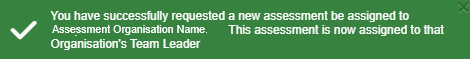 You have successfully requested a new assessment be assigned to
Assessment Organisation Name. This assessment is now assigned to that
Organisation's Team Leader